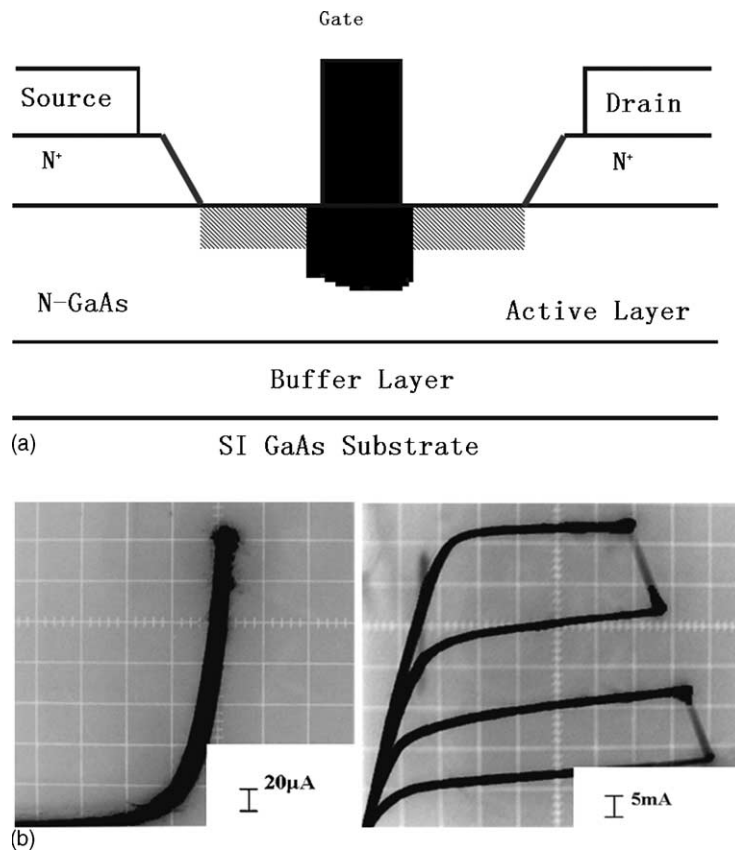 Gate
Source
Drain
N⁺
N⁺
N-GaAs
Active Layer
Buffer Layer
(a)
SI GaAs Substrate
20μA
5mA
(b)